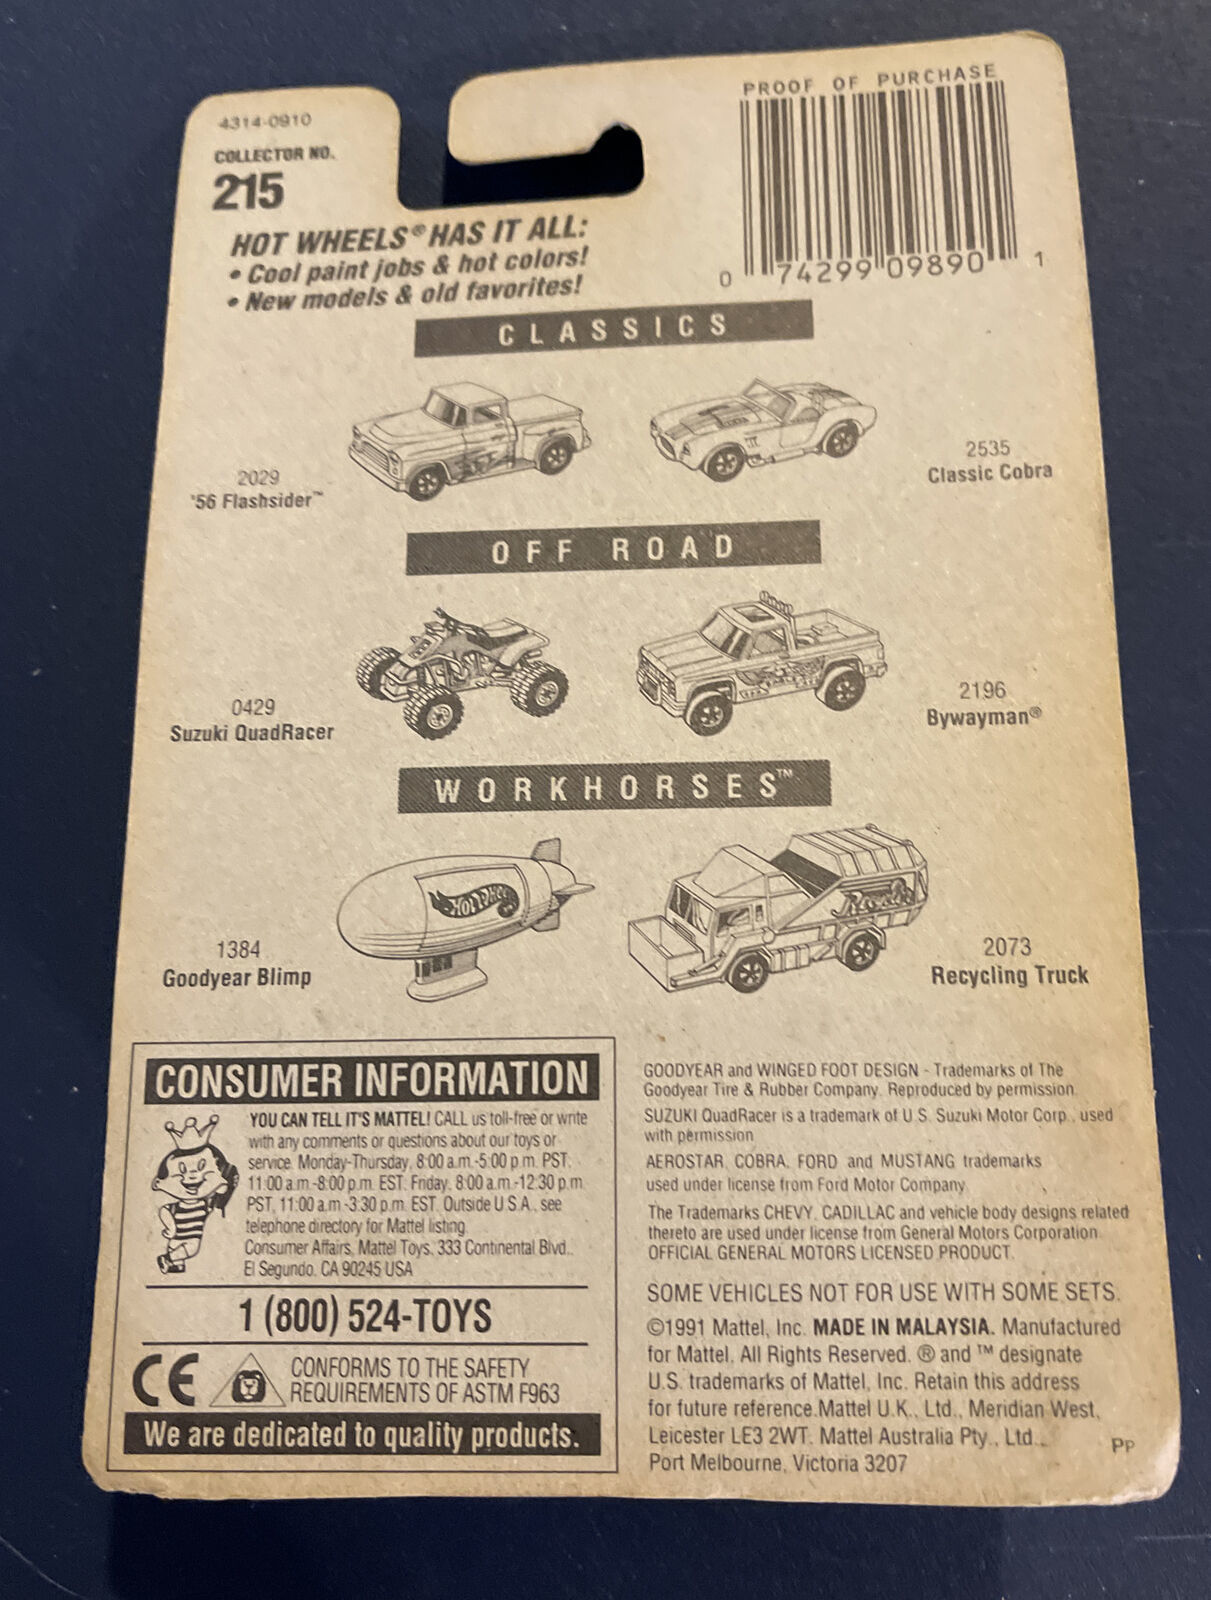 4314-0910
COLLECTOR NO.
215
PROOF OF PURCHASE
0 74299 09890 1
HOT WHEELS® HAS IT ALL:
• Cool paint jobs & hot colors!
• New models & old favorites!
CLASSICS
2029
'56 Flashsider™
2535
Classic Cobra
OFF ROAD
0429
Suzuki QuadRacer
2196
Bywayman®
WORKHORSES™
Hot Wheels
1384
Goodyear Blimp
2073
Recycling Truck
CONSUMER INFORMATION
YOU CAN TELL IT'S MATTEL! CALL us toll-free or write
with any comments or questions about our toys or
service. Monday-Thursday, 8:00 a.m.-5:00 p.m. PST,
11:00 a.m.-8:00 p.m. EST. Friday, 8:00 a.m.-12:30 p.m.
PST, 11:00 a.m.-3:30 p.m. EST. Outside U.S.A., see
telephone directory for Mattel listing.
Consumer Affairs, Mattel Toys, 333 Continental Blvd.,
El Segundo, CA 90245 USA
1 (800) 524-TOYS
CE
CONFORMS TO THE SAFETY
REQUIREMENTS OF ASTM F963
We are dedicated to quality products.
GOODYEAR and WINGED FOOT DESIGN - Trademarks of The
Goodyear Tire & Rubber Company. Reproduced by permission.
SUZUKI QuadRacer is a trademark of U.S. Suzuki Motor Corp., used
with permission
AEROSTAR, COBRA, FORD and MUSTANG trademarks
used under license from Ford Motor Company.
The Trademarks CHEVY, CADILLAC and vehicle body designs related
thereto are used under license from General Motors Corporation.
OFFICIAL GENERAL MOTORS LICENSED PRODUCT.
SOME VEHICLES NOT FOR USE WITH SOME SETS.
©1991 Mattel, Inc. MADE IN MALAYSIA. Manufactured
for Mattel. All Rights Reserved. ® and ™ designate
U.S. trademarks of Mattel, Inc. Retain this address
for future reference.Mattel U.K., Ltd., Meridian West,
Leicester LE3 2WT. Mattel Australia Pty., Ltd.,
Port Melbourne, Victoria 3207
PP